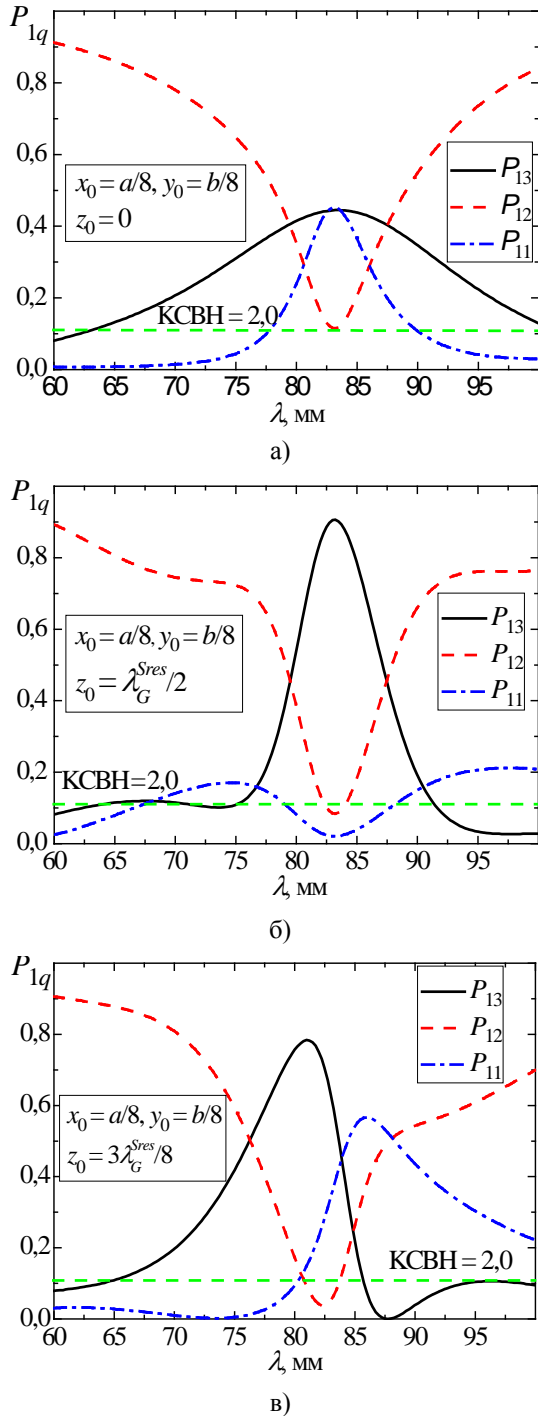 P1q
0,8
0,6
0,4
0,2
0,0
x0 = a/8, y0 = b/8
z0 = 0
P13
P12
P11
КСВН = 2,0
60 65 70 75 80 85 90 95
λ, мм
а)
P1q
0,8
0,6
0,4
0,2
0,0
x0 = a/8, y0 = b/8
z0 = λG^Sres/2
P13
P12
P11
КСВН = 2,0
60 65 70 75 80 85 90 95
λ, мм
б)
P1q
0,8
0,6
0,4
0,2
0,0
P13
P12
P11
x0 = a/8, y0 = b/8
z0 = 3λG^Sres/8
КСВН = 2,0
60 65 70 75 80 85 90 95
λ, мм
в)